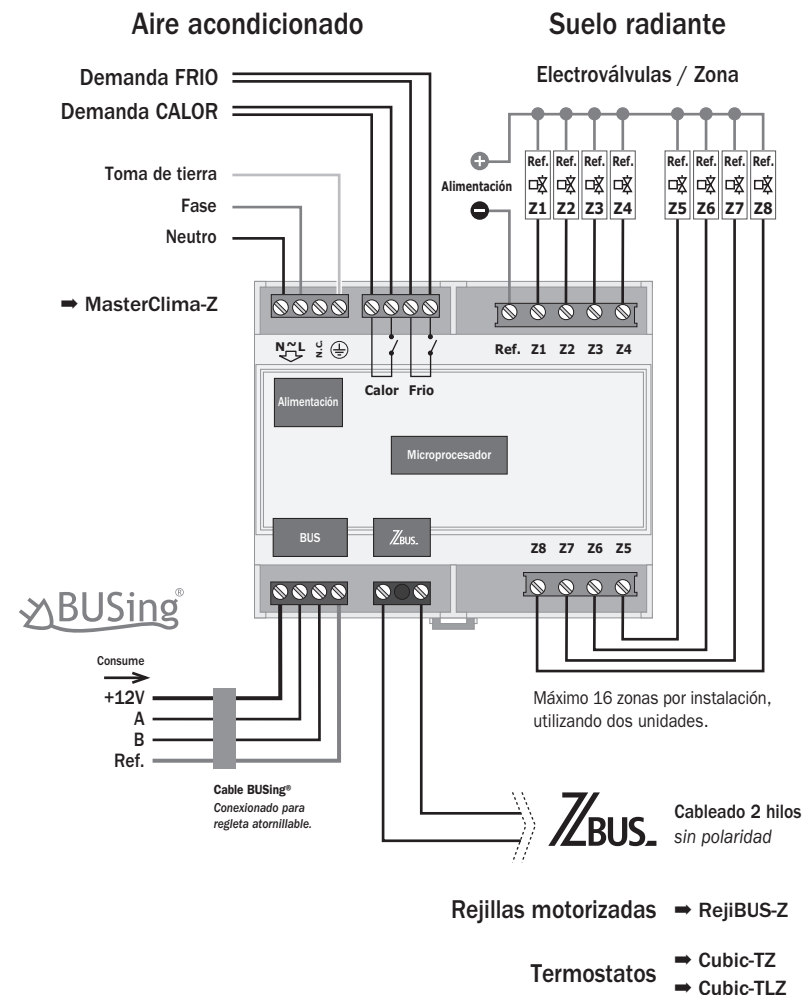 Aire acondicionado
Suelo radiante
Demanda FRIO
Demanda CALOR
Electroválvulas / Zona
Toma de tierra
Fase
Neutro
Alimentación
+
−
Ref. Ref. Ref. Ref. Ref. Ref. Ref. Ref.
Z1 Z2 Z3 Z4 Z5 Z6 Z7 Z8
➡ MasterClima-Z
N~L N.C.
Ref. Z1 Z2 Z3 Z4
Calor Frio
Alimentación
Microprocesador
BUS
ZBUS
Z8 Z7 Z6 Z5
BUSing®
Consume
+12V
A
B
Ref.
Cable BUSing®
Conexionado para
regleta atornillable.
Máximo 16 zonas por instalación,
utilizando dos unidades.
ZBUS
Cableado 2 hilos
sin polaridad
Rejillas motorizadas ➡ RejiBUS-Z
Termostatos
➡ Cubic-TZ
➡ Cubic-TLZ